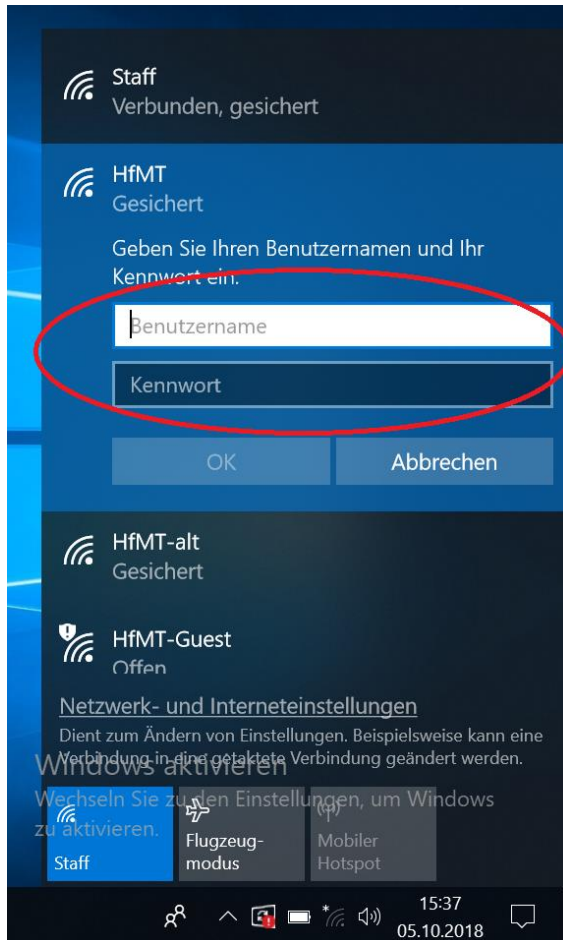 Staff
Verbunden, gesichert
HfMT
Gesichert
Geben Sie Ihren Benutzernamen und Ihr
Kennwort ein.
Benutzername
Kennwort
OK
Abbrechen
HfMT-alt
Gesichert
HfMT-Guest
Offen
Netzwerk- und Interneteinstellungen
Dient zum Ändern von Einstellungen. Beispielsweise kann eine
Verbindung in eine getaktete Verbindung geändert werden.
Windows aktivieren
Wechseln Sie zu den Einstellungen, um Windows
zu aktivieren.
Staff
Flugzeug-
modus
Mobiler
Hotspot
15:37
05.10.2018